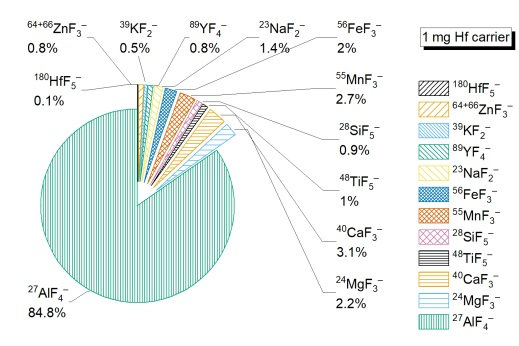 ⁶⁴⁺⁶⁶ZnF₃⁻
0.8%
³⁹KF₂⁻
0.5%
⁸⁹YF₄⁻
0.8%
²³NaF₂⁻
1.4%
⁵⁶FeF₃⁻
2%
¹⁸⁰HfF₅⁻
0.1%
⁵⁵MnF₃⁻
2.7%
²⁸SiF₅⁻
0.9%
⁴⁸TiF₅⁻
1%
⁴⁰CaF₃⁻
3.1%
²⁴MgF₃⁻
2.2%
²⁷AlF₄⁻
84.8%
1 mg Hf carrier
¹⁸⁰HfF₅⁻
⁶⁴⁺⁶⁶ZnF₃⁻
³⁹KF₂⁻
⁸⁹YF₄⁻
²³NaF₂⁻
⁵⁶FeF₃⁻
⁵⁵MnF₃⁻
²⁸SiF₅⁻
⁴⁸TiF₅⁻
⁴⁰CaF₃⁻
²⁴MgF₃⁻
²⁷AlF₄⁻